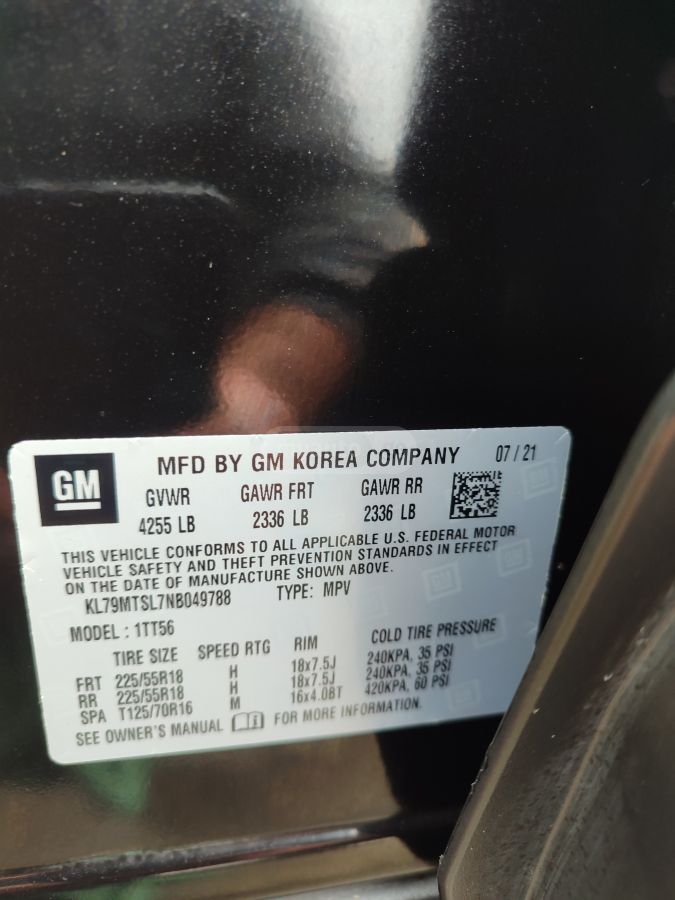 GM MFD BY GM KOREA COMPANY 07 / 21
GVWR GAWR FRT GAWR RR
4255 LB 2336 LB 2336 LB
THIS VEHICLE CONFORMS TO ALL APPLICABLE U.S. FEDERAL MOTOR
VEHICLE SAFETY AND THEFT PREVENTION STANDARDS IN EFFECT
ON THE DATE OF MANUFACTURE SHOWN ABOVE.
KL79MTSL7NB049788 TYPE: MPV
MODEL : 1TT56
TIRE SIZE SPEED RTG RIM COLD TIRE PRESSURE
FRT 225/55R18 H 18x7.5J 240KPA, 35 PSI
RR 225/55R18 H 18x7.5J 240KPA, 35 PSI
SPA T125/70R16 M 16x4.0BT 420KPA, 60 PSI
SEE OWNER'S MANUAL FOR MORE INFORMATION.